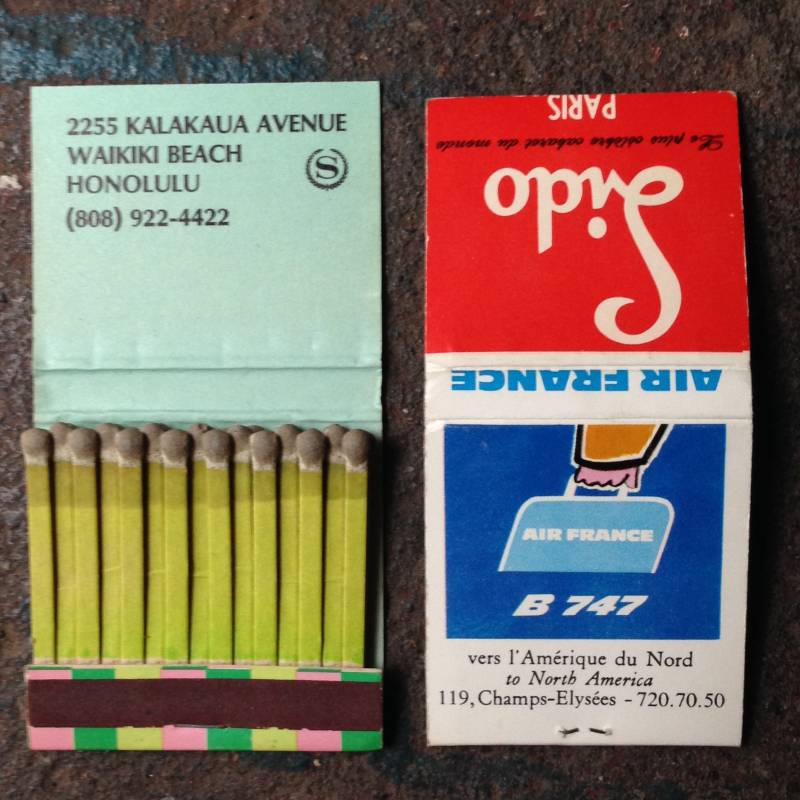 2255 KALAKAUA AVENUE
WAIKIKI BEACH
HONOLULU
(808) 922-4422
S
Lido
Le plus célèbre cabaret du monde
PARIS
AIR FRANCE
AIR FRANCE
B 747
vers l'Amérique du Nord
to North America
119, Champs-Elysées - 720.70.50